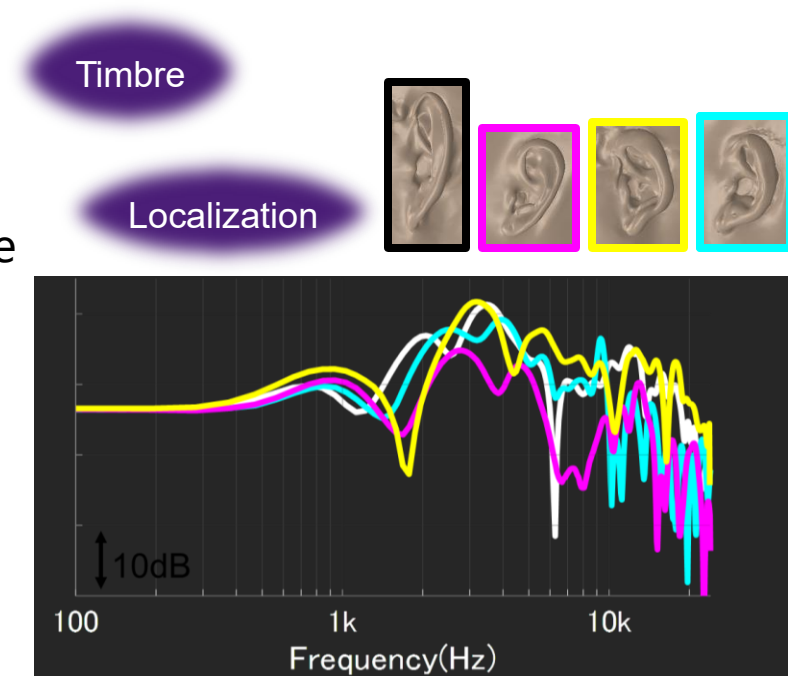 Timbre
Localization
e
10dB
100 1k 10k
Frequency(Hz)